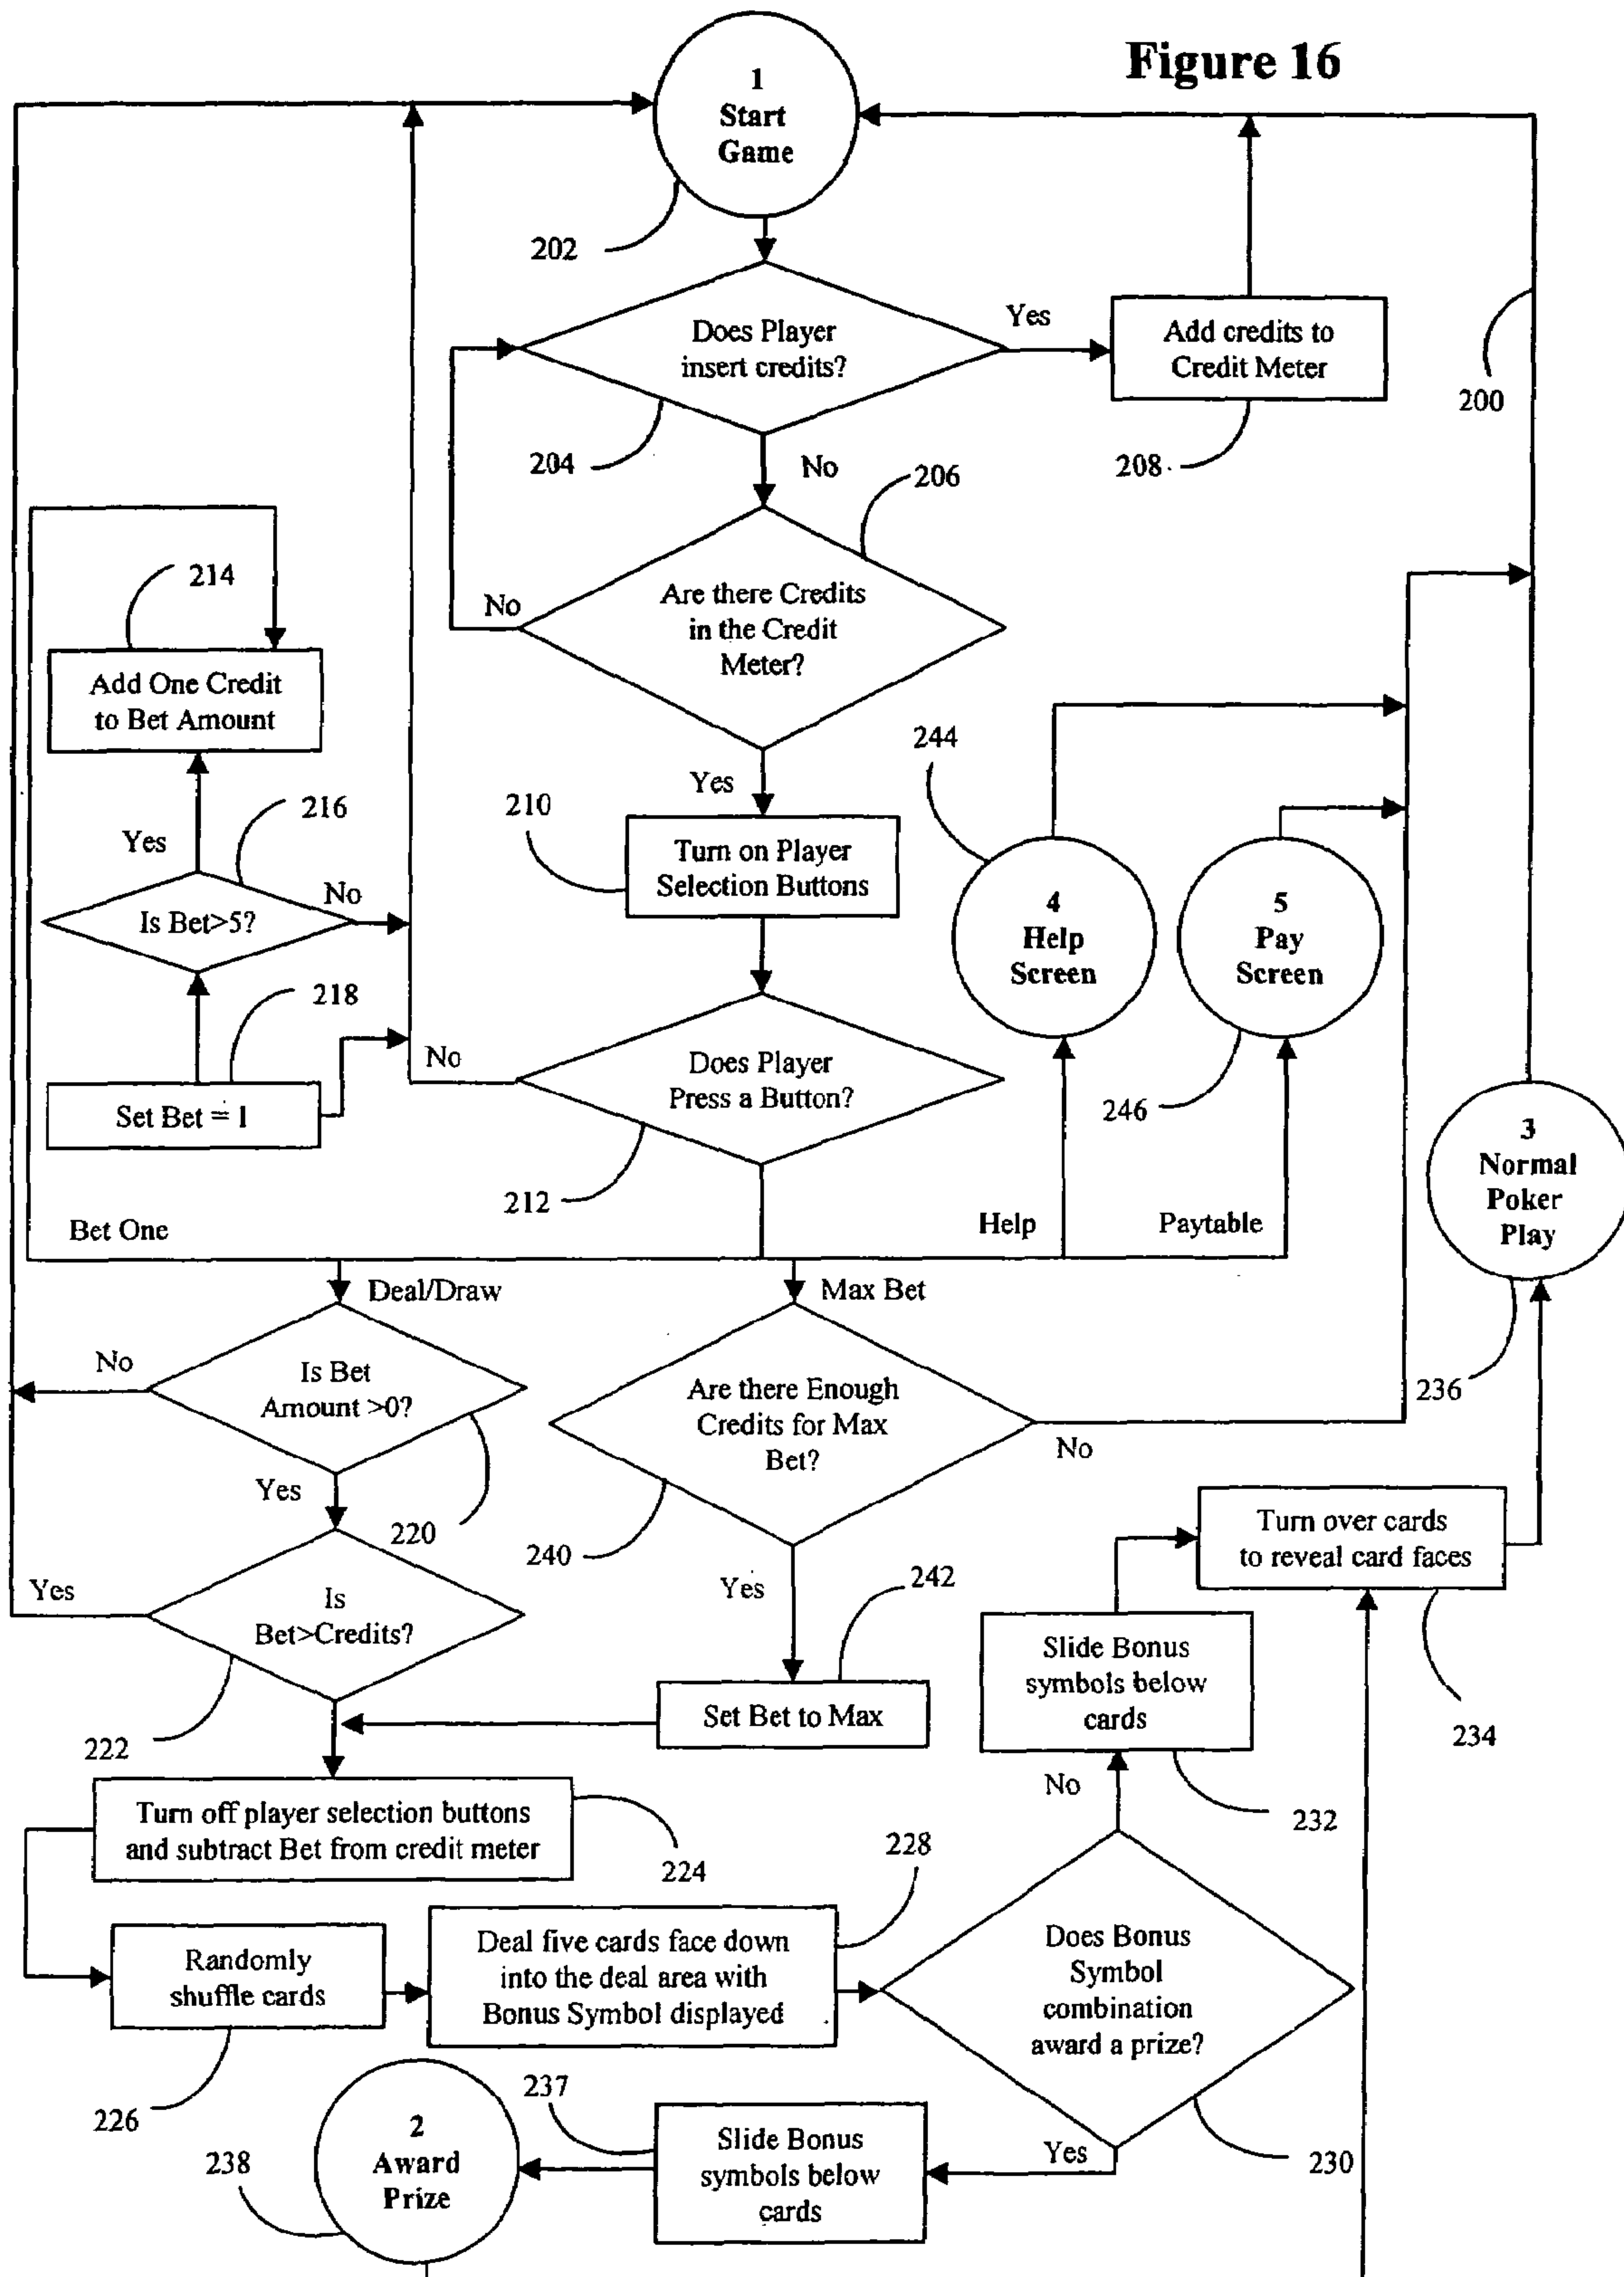 Figure 16
1
Start
Game
202
Does Player
insert credits?
Yes
Add credits to
Credit Meter
200
204
No
208
206
Are there Credits
in the Credit
Meter?
No
214
Add One Credit
to Bet Amount
Yes
210
Turn on Player
Selection Buttons
244
4
Help
Screen
5
Pay
Screen
246
216
Yes
Is Bet>5?
No
218
Set Bet = 1
No
Does Player
Press a Button?
212
3
Normal
Poker
Play
236
Bet One
Help
Paytable
Deal/Draw
Max Bet
No
Is Bet
Amount >0?
Yes
220
Are there Enough
Credits for Max
Bet?
No
240
Yes
242
Yes
Is
Bet>Credits?
222
Set Bet to Max
Turn over cards
to reveal card faces
234
Slide Bonus
symbols below
cards
No
232
Turn off player selection buttons
and subtract Bet from credit meter
224
228
Randomly
shuffle cards
226
Deal five cards face down
into the deal area with
Bonus Symbol displayed
Does Bonus
Symbol
combination
award a prize?
230
Yes
237
Slide Bonus
symbols below
cards
2
Award
Prize
238